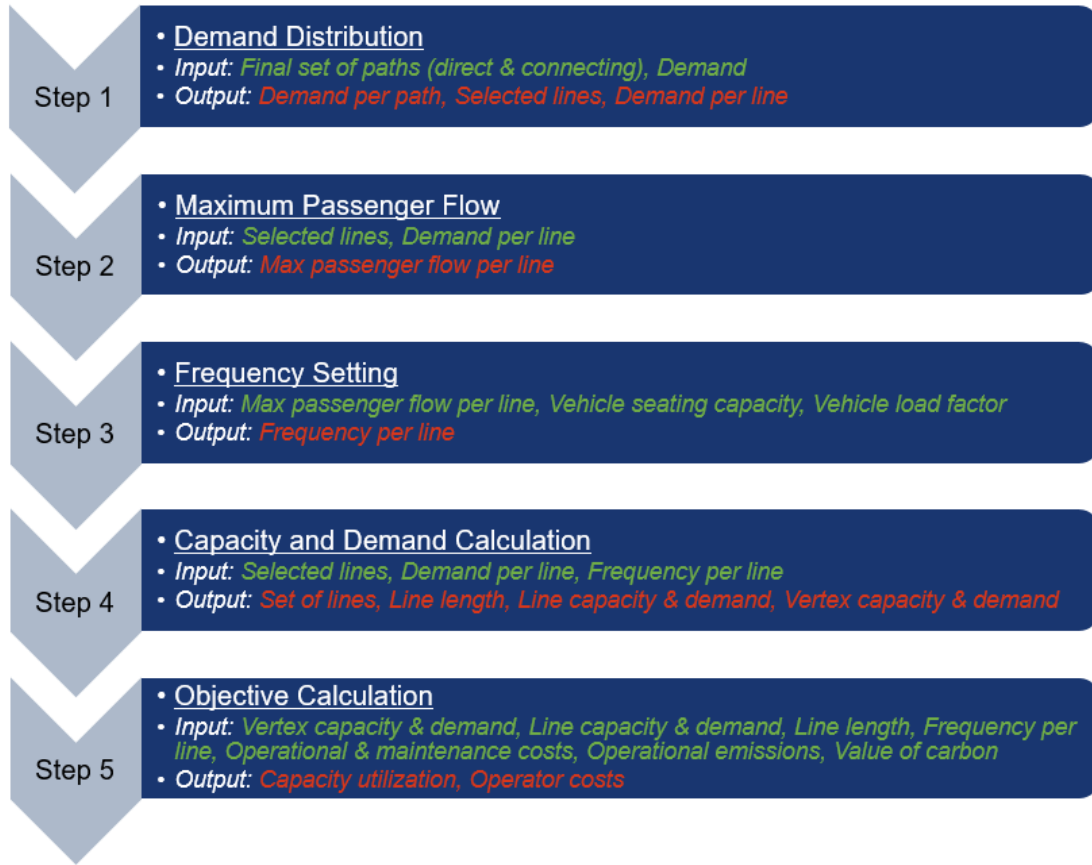 Step 1
• Demand Distribution
• Input: Final set of paths (direct & connecting), Demand
• Output: Demand per path, Selected lines, Demand per line
Step 2
• Maximum Passenger Flow
• Input: Selected lines, Demand per line
• Output: Max passenger flow per line
Step 3
• Frequency Setting
• Input: Max passenger flow per line, Vehicle seating capacity, Vehicle load factor
• Output: Frequency per line
Step 4
• Capacity and Demand Calculation
• Input: Selected lines, Demand per line, Frequency per line
• Output: Set of lines, Line length, Line capacity & demand, Vertex capacity & demand
Step 5
• Objective Calculation
• Input: Vertex capacity & demand, Line capacity & demand, Line length, Frequency per
line, Operational & maintenance costs, Operational emissions, Value of carbon
• Output: Capacity utilization, Operator costs